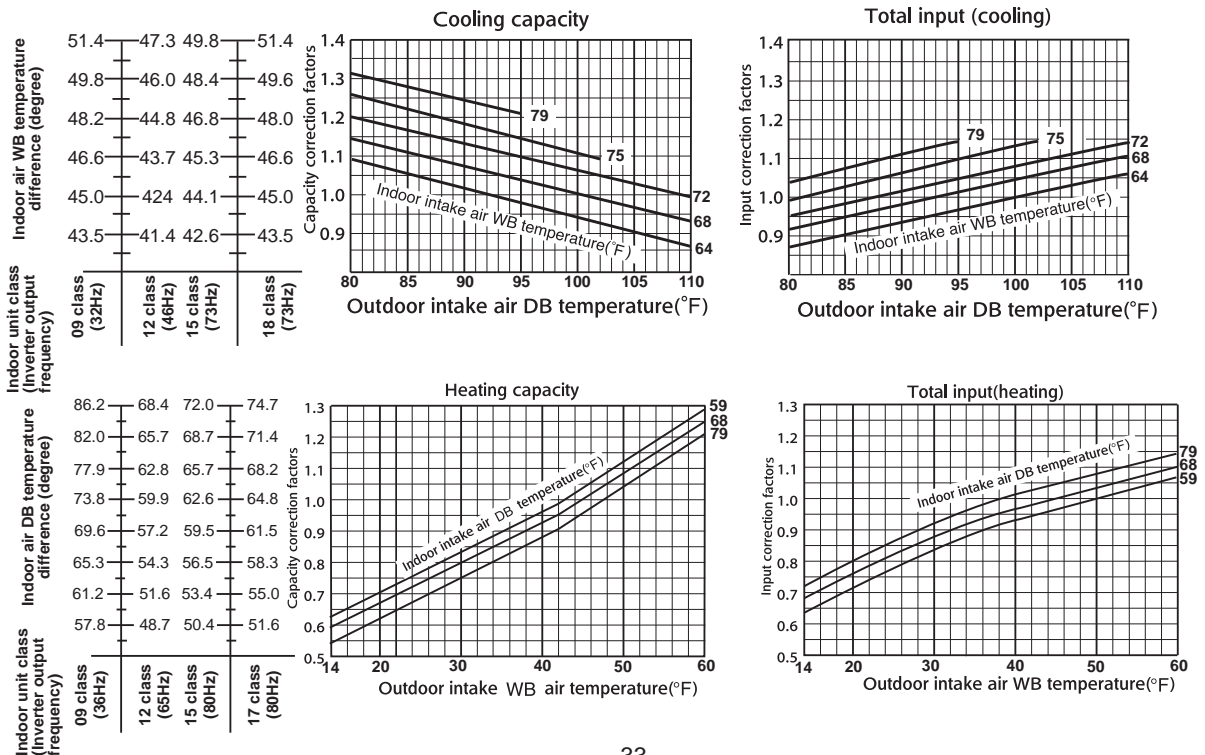 Cooling capacity
Total input (cooling)
Indoor air WB temperature
difference (degree)
51.4 47.3 49.8 51.4
49.8 46.0 48.4 49.6
48.2 44.8 46.8 48.0
46.6 43.7 45.3 46.6
45.0 424 44.1 45.0
43.5 41.4 42.6 43.5
Indoor unit class
(Inverter output
frequency)
09 class
(32Hz)
12 class
(46Hz)
15 class
(73Hz)
18 class
(73Hz)
Capacity correction factors
1.4
1.3
1.2
1.1
1.0
0.9
79
75
72
68
64
Indoor intake air WB temperature(°F)
80 85 90 95 100 105 110
Outdoor intake air DB temperature(°F)
Input correction factors
1.4
1.3
1.2
1.1
1.0
0.9
79
75
72
68
64
Indoor intake air WB temperature(°F)
80 85 90 95 100 105 110
Outdoor intake air DB temperature(°F)
Heating capacity
Total input(heating)
Indoor air DB temperature
difference (degree)
86.2 68.4 72.0 74.7
82.0 65.7 68.7 71.4
77.9 62.8 65.7 68.2
73.8 59.9 62.6 64.8
69.6 57.2 59.5 61.5
65.3 54.3 56.5 58.3
61.2 51.6 53.4 55.0
57.8 48.7 50.4 51.6
Indoor unit class
(Inverter output
frequency)
09 class
(36Hz)
12 class
(65Hz)
15 class
(80Hz)
17 class
(80Hz)
Capacity correction factors
1.3
1.2
1.1
1.0
0.9
0.8
0.7
0.6
0.5
59
68
79
Indoor intake air DB temperature(°F)
14 20 30 40 50 60
Outdoor intake WB air temperature(°F)
Input correction factors
1.3
1.2
1.1
1.0
0.9
0.8
0.7
0.6
0.5
79
68
59
Indoor intake air DB temperature(°F)
14 20 30 40 50 60
Outdoor intake air WB temperature(°F)